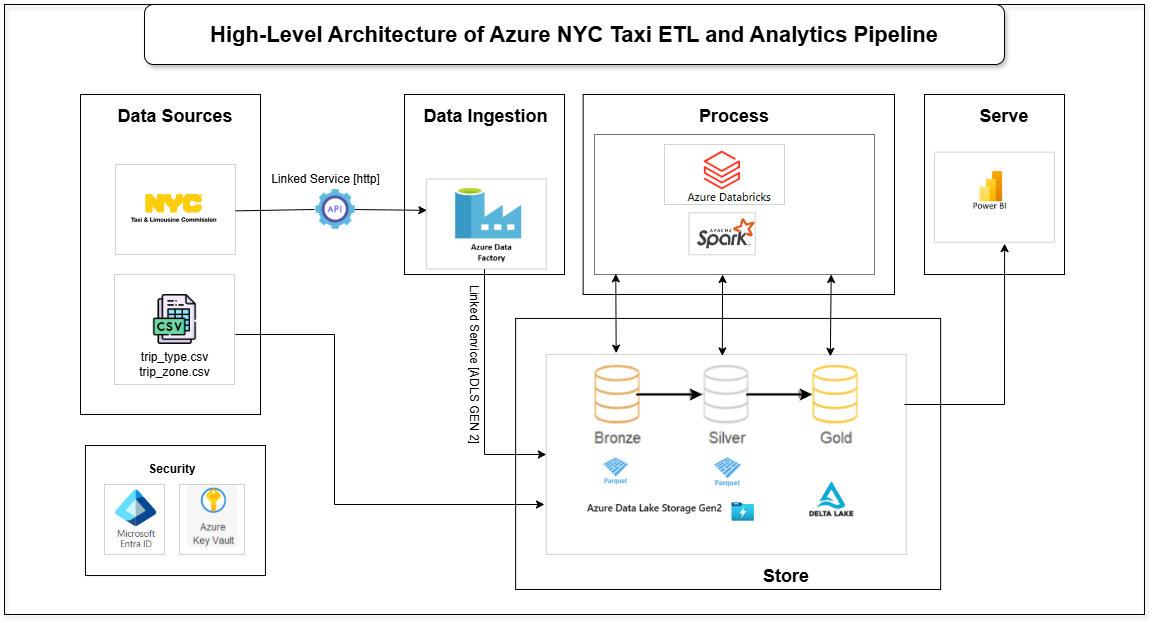 High-Level Architecture of Azure NYC Taxi ETL and Analytics Pipeline
Data Sources
NYC
Taxi & Limousine Commission
CSV
trip_type.csv
trip_zone.csv
Linked Service [http]
API
Data Ingestion
Azure Data
Factory
Linked Service [ADLS GEN 2]
Process
Azure Databricks
APACHE
Spark
Serve
Power BI
Bronze
Silver
Gold
Parquet
Parquet
Azure Data Lake Storage Gen2
DELTA LAKE
Store
Security
Microsoft
Entra ID
Azure
Key Vault